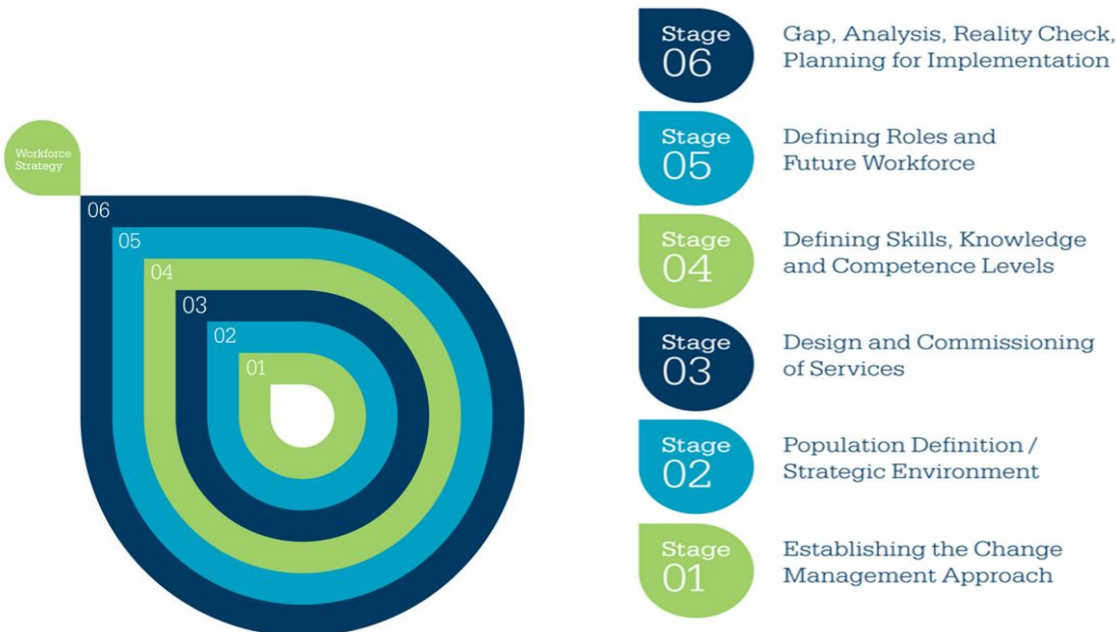 Workforce
Strategy
06
05
04
03
02
01
Stage
06
Gap, Analysis, Reality Check,
Planning for Implementation
Stage
05
Defining Roles and
Future Workforce
Stage
04
Defining Skills, Knowledge
and Competence Levels
Stage
03
Design and Commissioning
of Services
Stage
02
Population Definition /
Strategic Environment
Stage
01
Establishing the Change
Management Approach